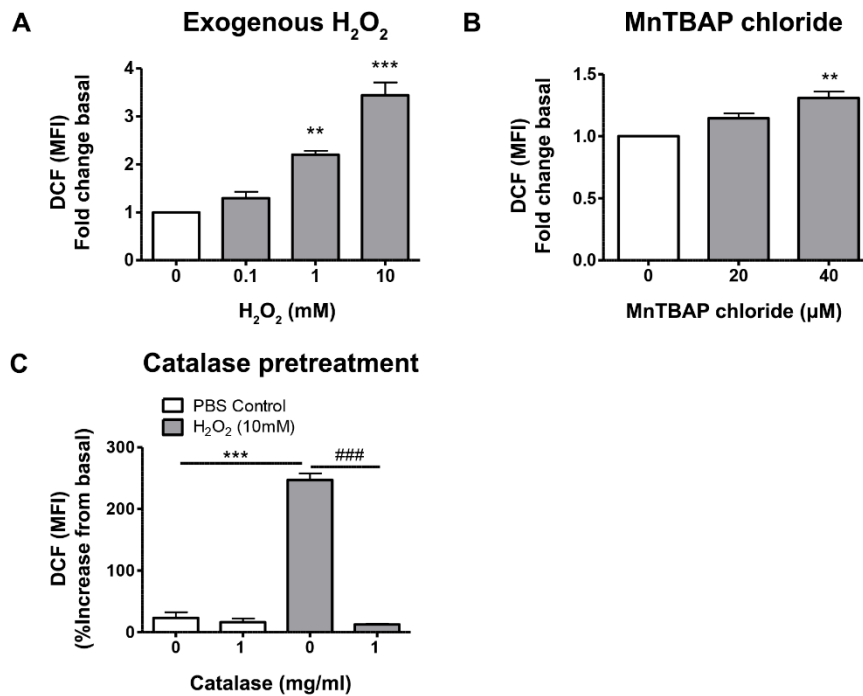 A
Exogenous H₂O₂
DCF (MFI)
Fold change basal
4
3
2
1
0
**
***
0
0.1
1
10
H₂O₂ (mM)
B
MnTBAP chloride
DCF (MFI)
Fold change basal
1.5
1.0
0.5
0.0
**
0
20
40
MnTBAP chloride (µM)
C
Catalase pretreatment
PBS Control
H₂O₂ (10mM)
DCF (MFI)
(%Increase from basal)
300
200
100
0
***
###
0
1
0
1
Catalase (mg/ml)